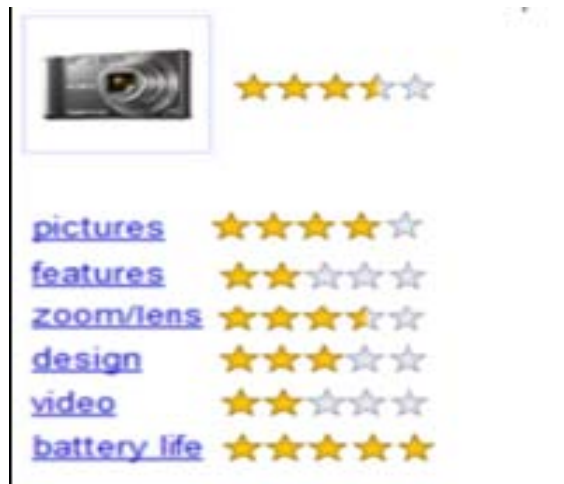 pictures
features
zoom/lens
design
video
battery life